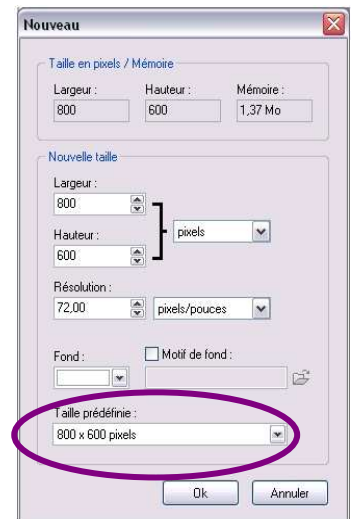 Nouveau
Taille en pixels / Mémoire
Largeur : Hauteur : Mémoire :
800 600 1,37 Mo
Nouvelle taille
Largeur :
800
pixels
Hauteur :
600
Résolution :
72,00 pixels/pouces
Fond : Motif de fond :
Taille prédéfinie :
800 x 600 pixels
Ok Annuler